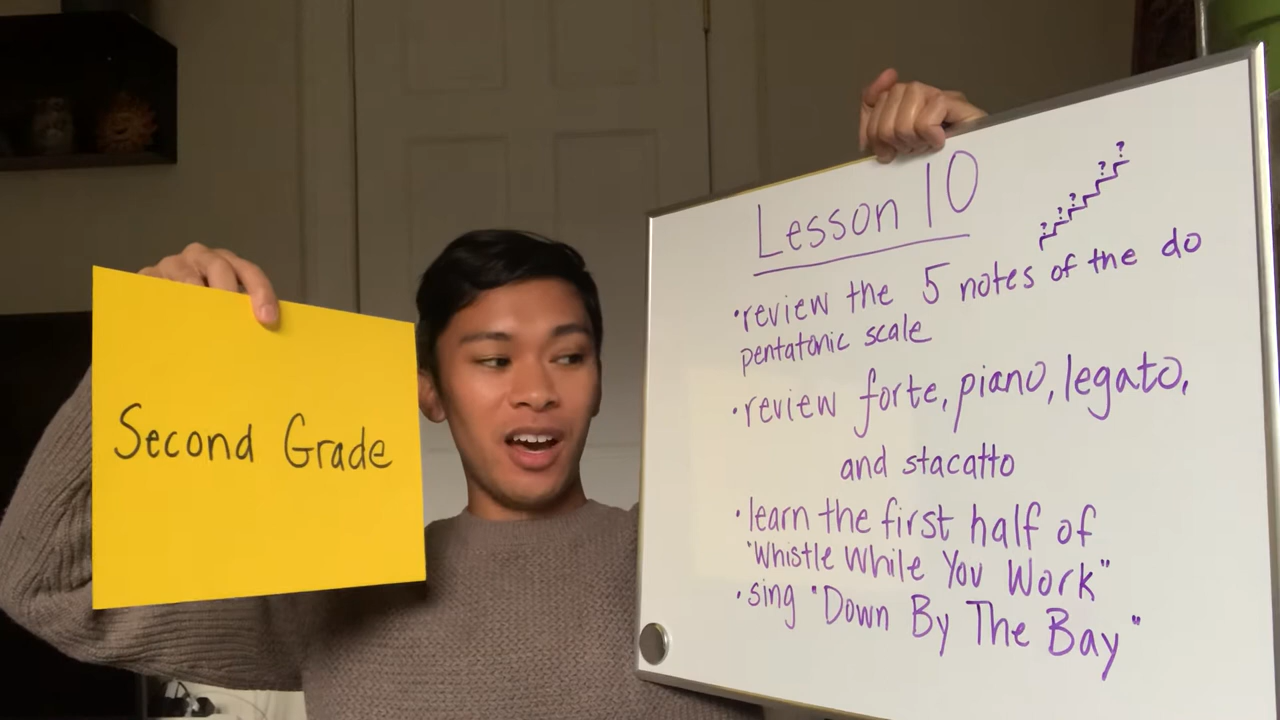 Second Grade
Lesson 10
? ? ? ? ?
•review the 5 notes of the do
pentatonic scale
•review forte, piano, legato,
and stacatto
•learn the first half of
"Whistle While You Work"
•sing "Down By The Bay"